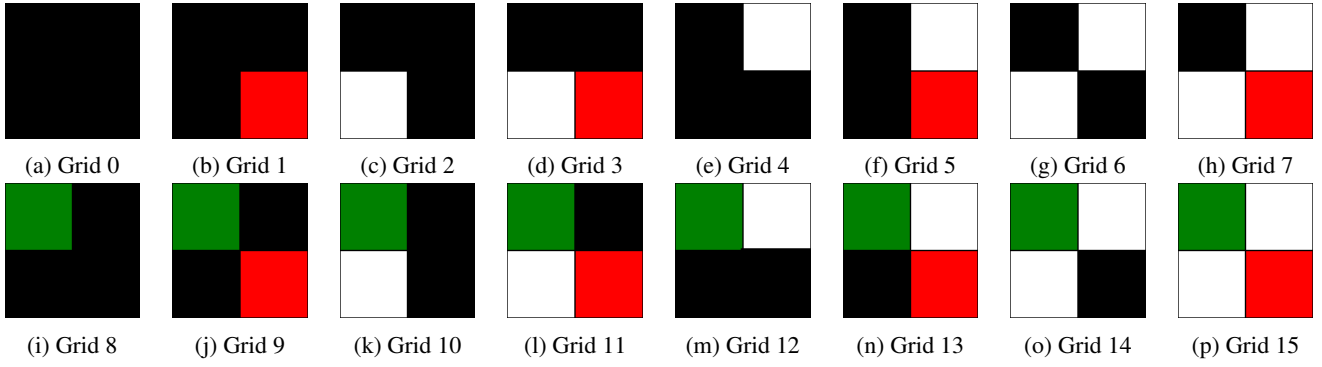 (a) Grid 0 (b) Grid 1 (c) Grid 2 (d) Grid 3 (e) Grid 4 (f) Grid 5 (g) Grid 6 (h) Grid 7
(i) Grid 8 (j) Grid 9 (k) Grid 10 (l) Grid 11 (m) Grid 12 (n) Grid 13 (o) Grid 14 (p) Grid 15